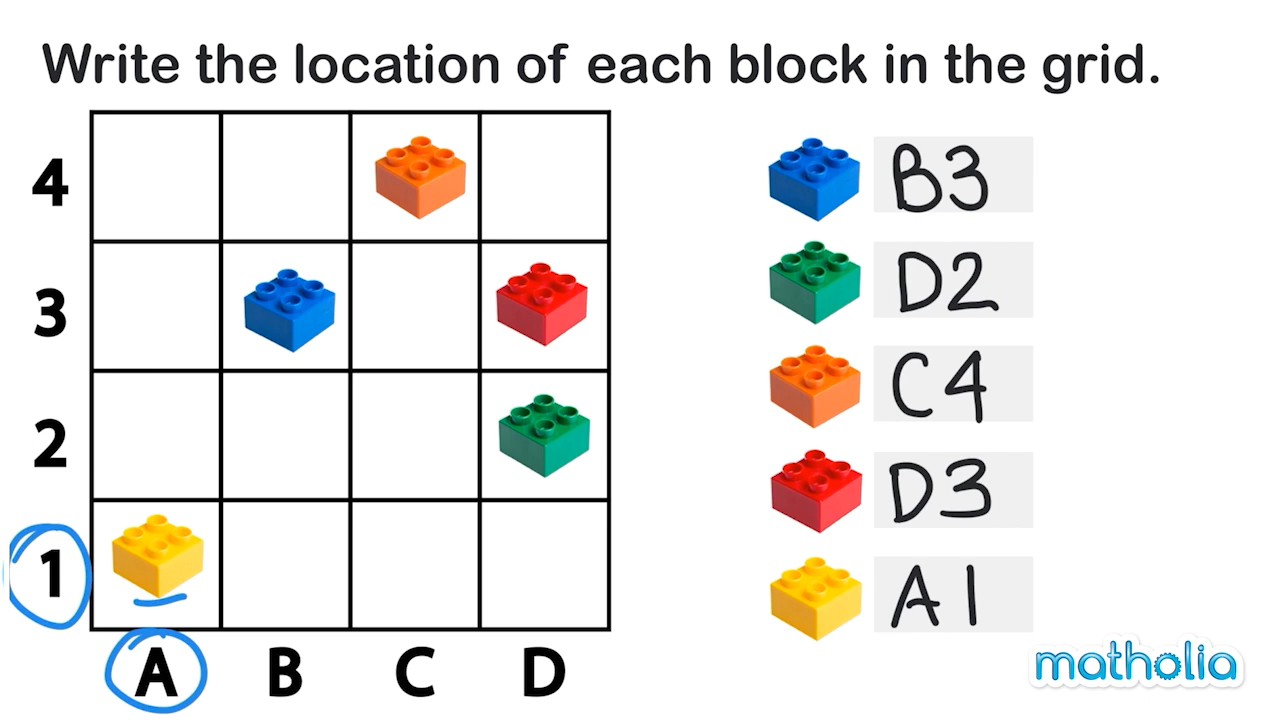 Write the location of each block in the grid.
4
3
2
1
A B C D
B3
D2
C4
D3
A1
matholia